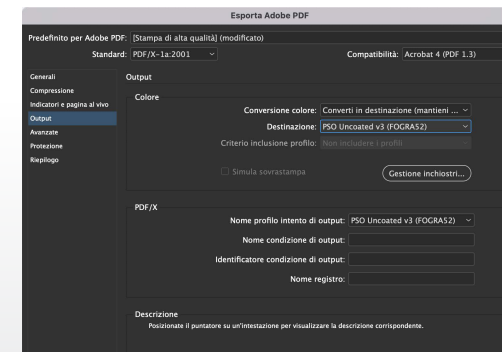 Esporta Adobe PDF
Predefinito per Adobe PDF: [Stampa di alta qualità] (modificato)
Standard: PDF/X-1a:2001
Compatibilità: Acrobat 4 (PDF 1.3)
Generali
Compressione
Indicatori e pagina al vivo
Output
Avanzate
Protezione
Riepilogo
Output
Colore
Conversione colore: Converti in destinazione (mantieni ...
Destinazione: PSO Uncoated v3 (FOGRA52)
Criterio inclusione profilo: Non includere i profili
Simula sovrastampa
Gestione inchiostri...
PDF/X
Nome profilo intento di output: PSO Uncoated v3 (FOGRA52)
Nome condizione di output:
Identificatore condizione di output:
Nome registro:
Descrizione
Posizionate il puntatore su un'intestazione per visualizzare la descrizione corrispondente.